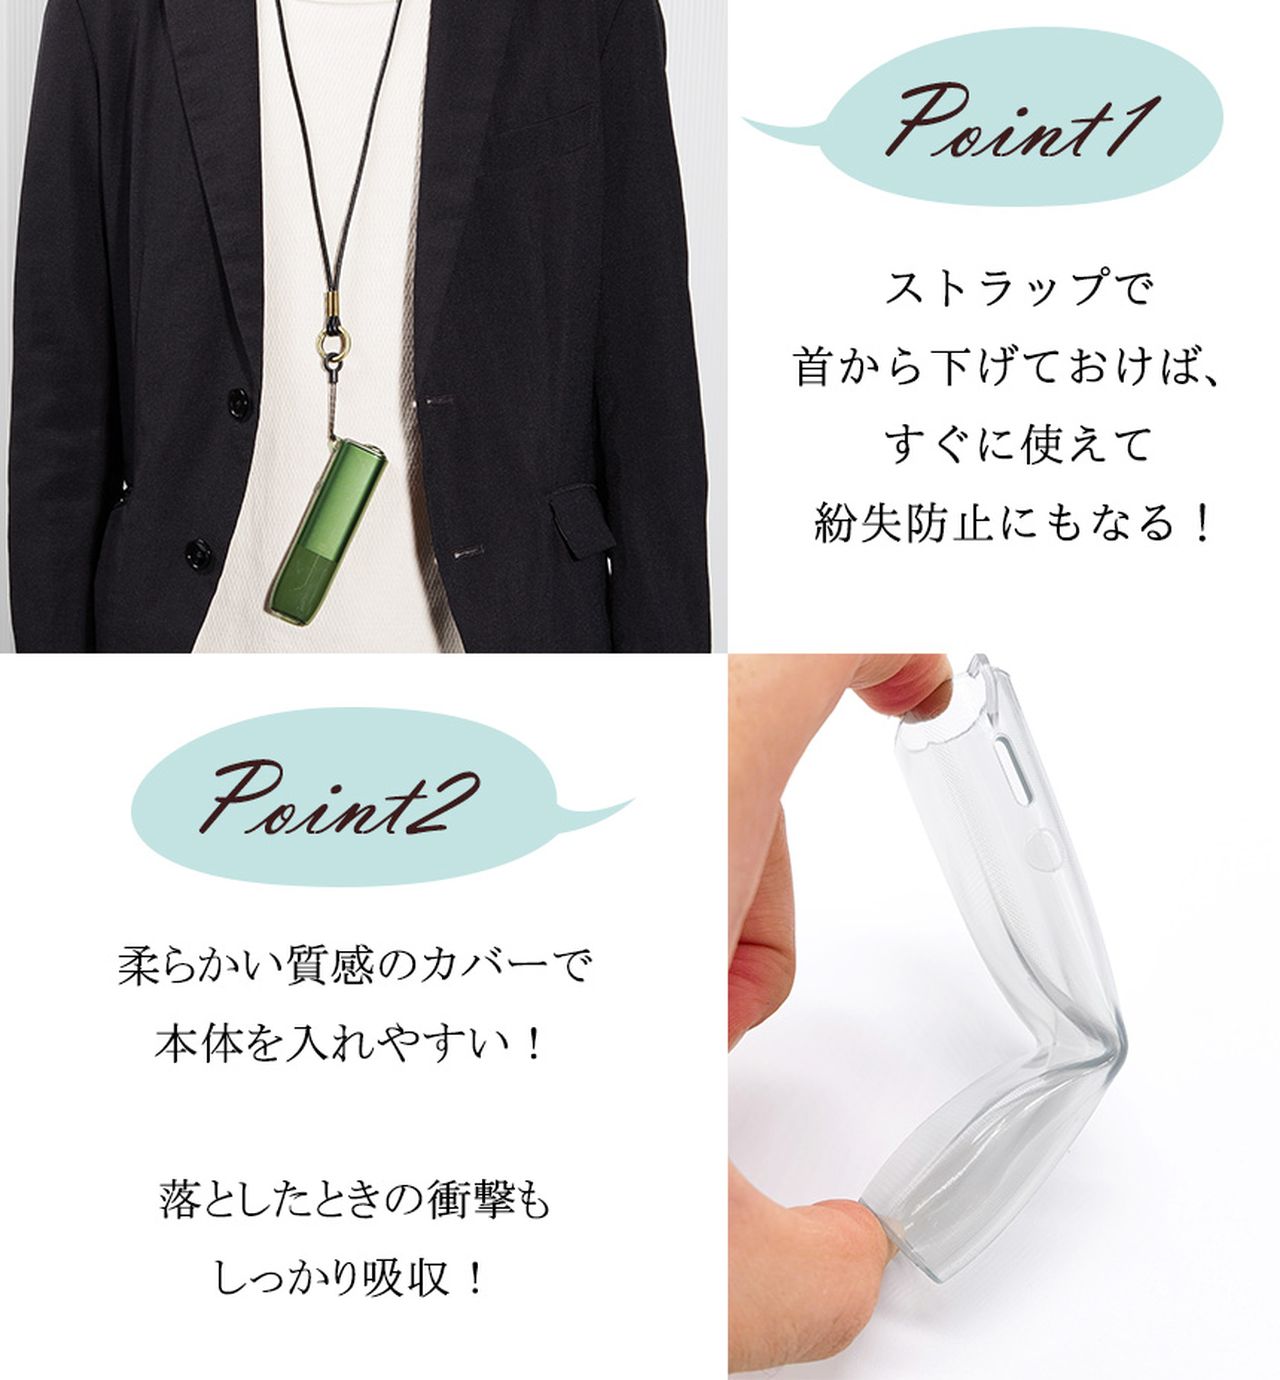 Point1
ストラップで
首から下げておけば、
すぐに使えて
紛失防止にもなる！
Point2
柔らかい質感のカバーで
本体を入れやすい！
落としたときの衝撃も
しっかり吸収！